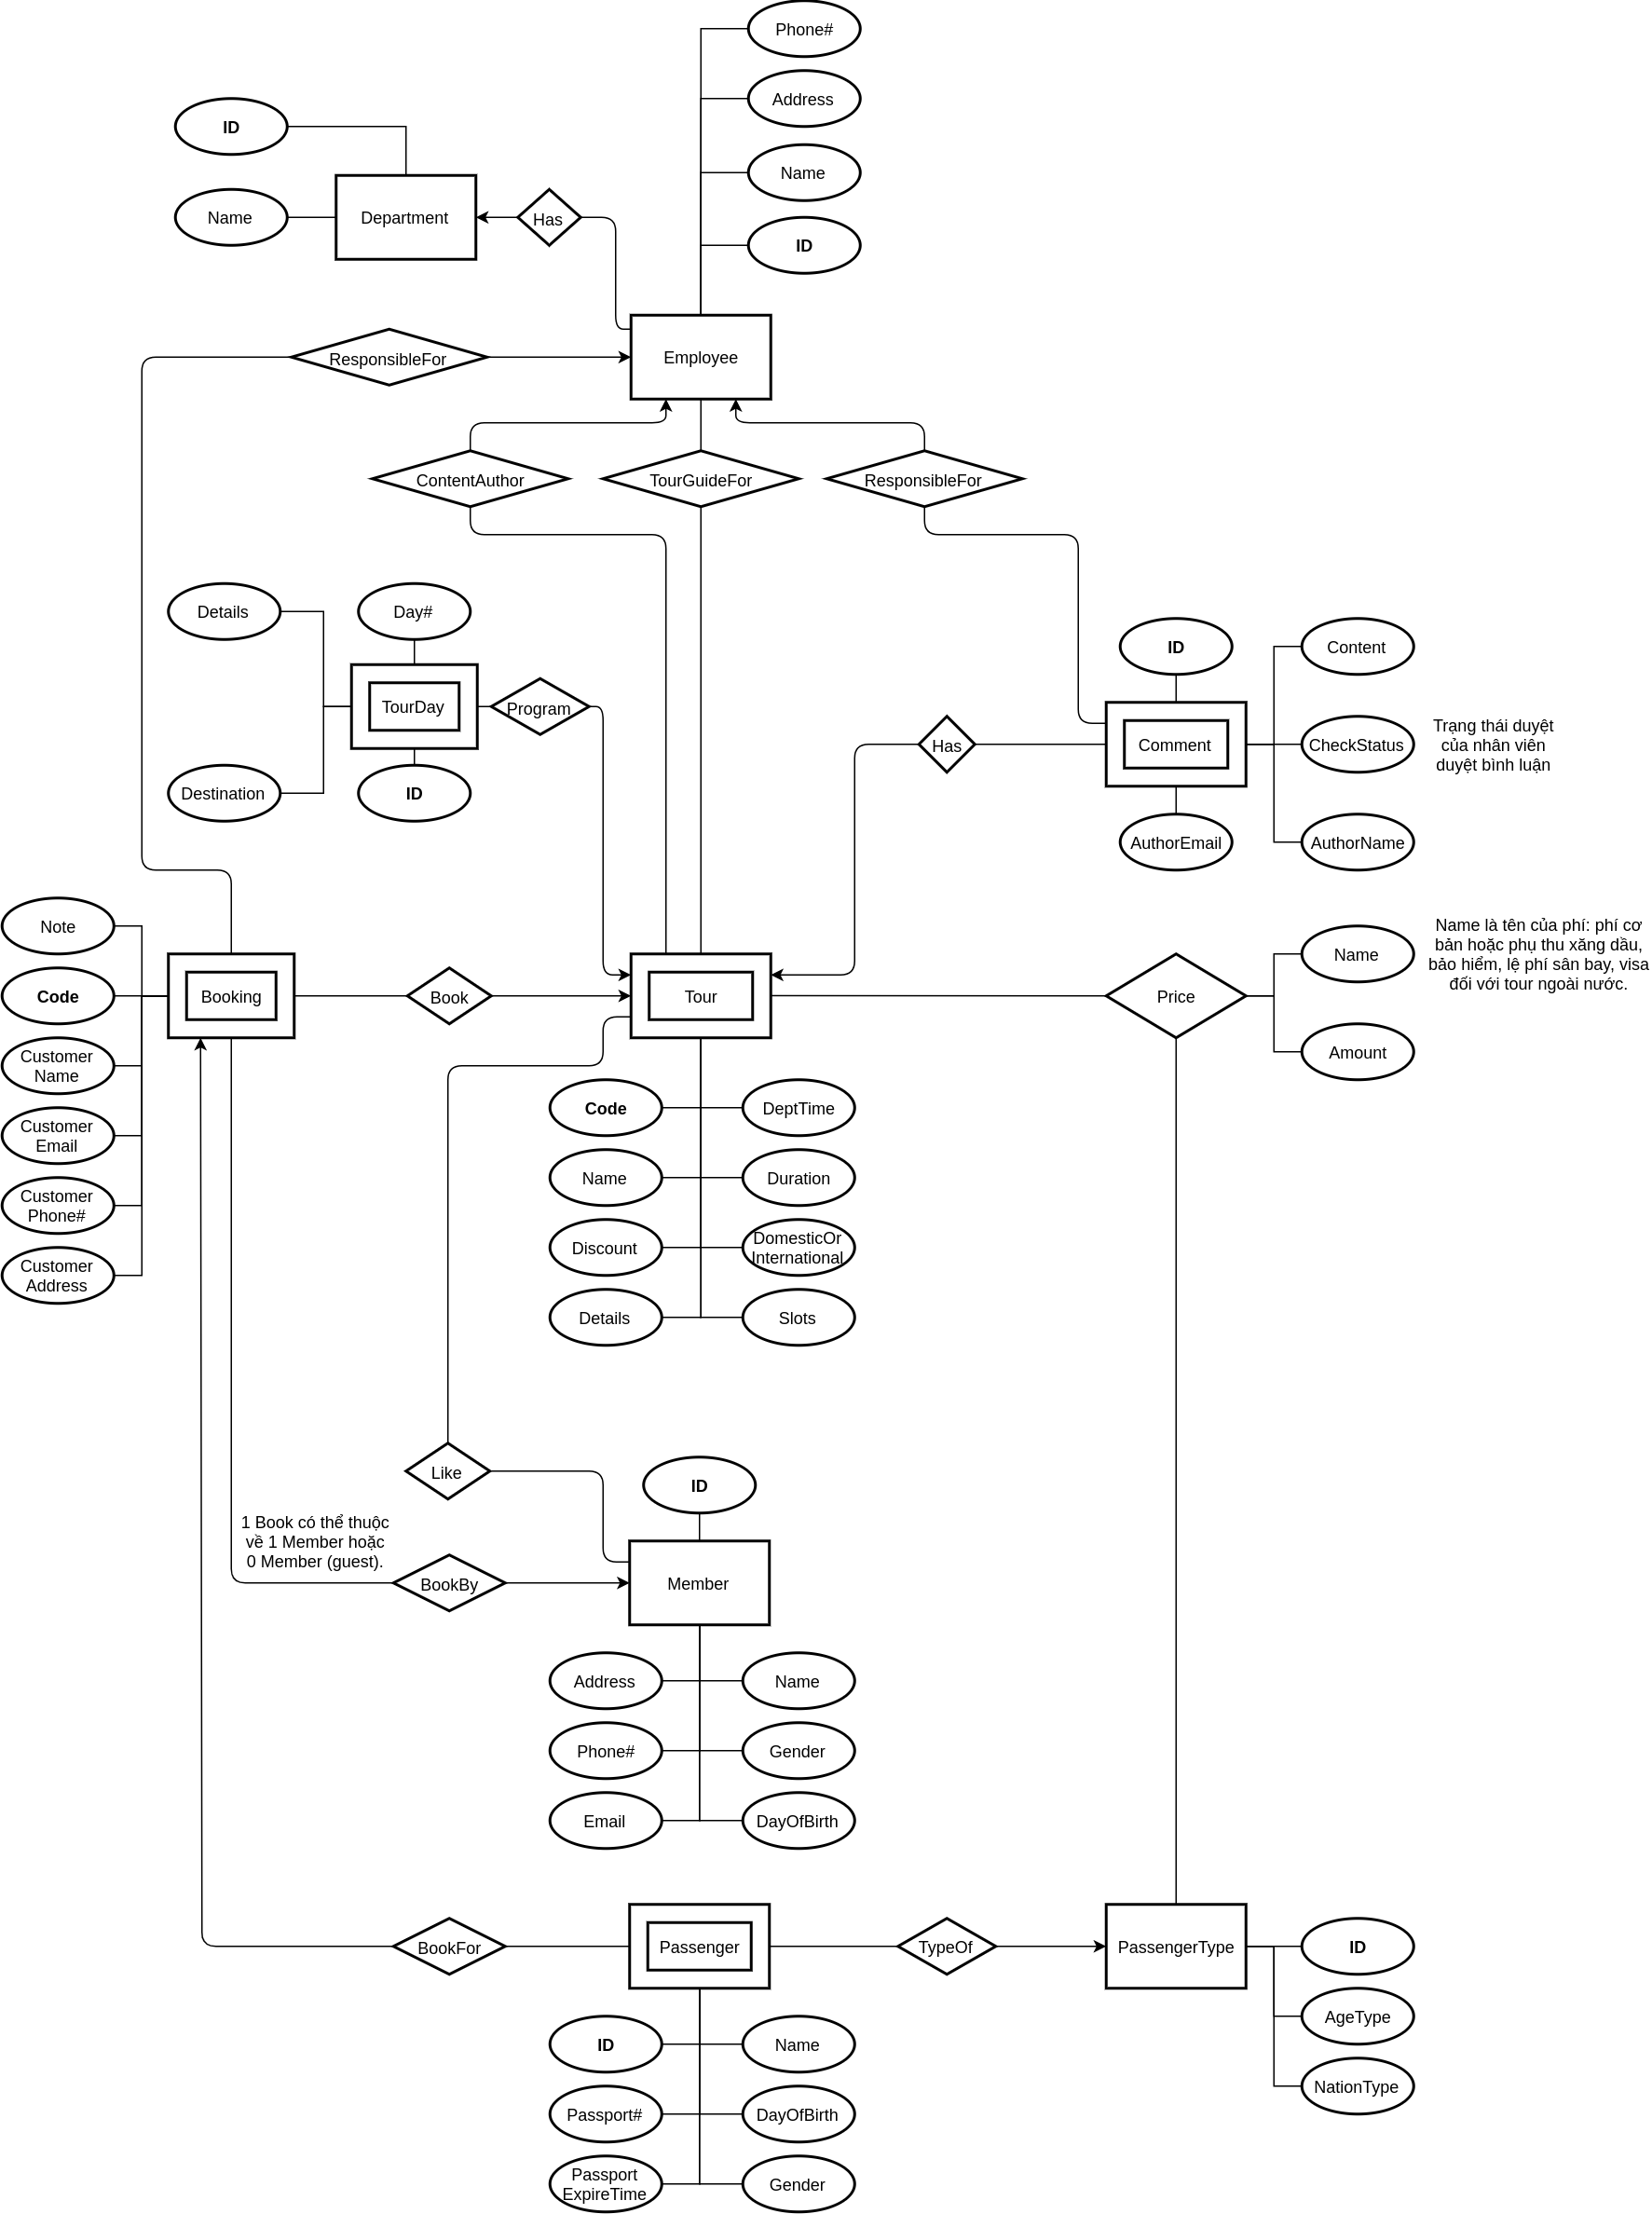 Phone#
Address
ID
Name
Name
Department
Has
ID
ResponsibleFor
Employee
ContentAuthor
TourGuideFor
ResponsibleFor
Details
Day#
ID
Content
TourDay
Program
Has
Comment
CheckStatus
Trạng thái duyệt
của nhân viên
duyệt bình luận
Destination
ID
AuthorEmail
AuthorName
Note
Name
Name là tên của phí: phí cơ
bản hoặc phụ thu xăng dầu,
bảo hiểm, lệ phí sân bay, visa
đối với tour ngoài nước.
Code
Booking
Book
Tour
Price
Customer
Name
Amount
Code
DeptTime
Customer
Email
Name
Duration
Customer
Phone#
Discount
DomesticOr
International
Customer
Address
Details
Slots
Like
ID
1 Book có thể thuộc
về 1 Member hoặc
0 Member (guest).
BookBy
Member
Address
Name
Phone#
Gender
Email
DayOfBirth
BookFor
Passenger
TypeOf
PassengerType
ID
ID
Name
AgeType
Passport#
DayOfBirth
NationType
Passport
ExpireTime
Gender